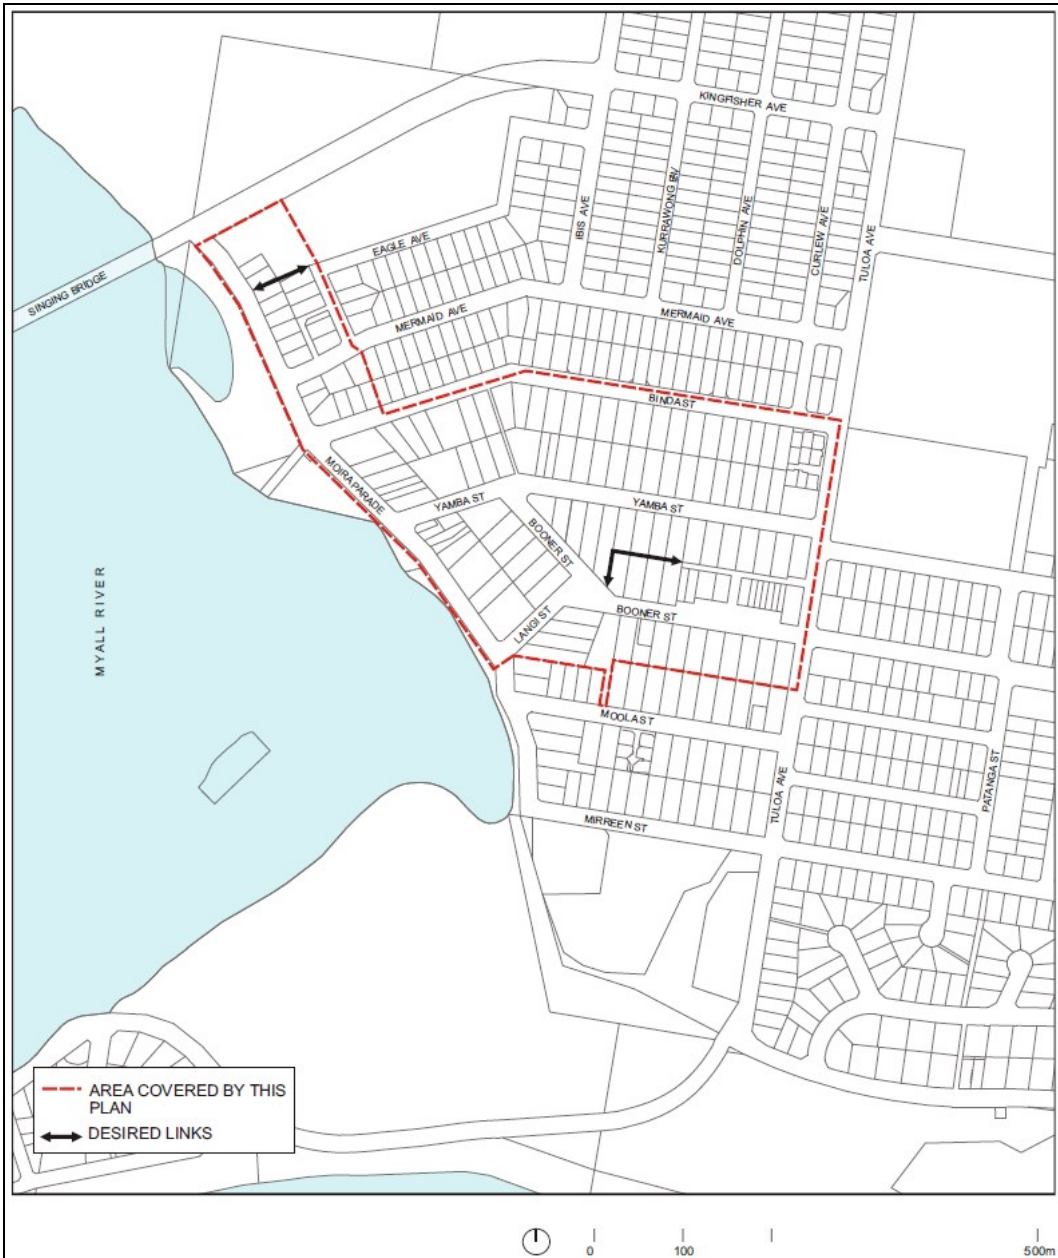 KINGFISHER AVE
IBIS AVE
KURRAWONG
DOLPHIN AVE
CURLEW AVE
TULOA AVE
EAGLE AVE
SINGING BRIDGE
MERMAID AVE
MERMAID AVE
BINDA ST
MOIRA PARADE
YAMBA ST
YAMBA ST
BOONER ST
BOONER ST
LANGI ST
MYALL RIVER
MOOLA ST
TULOA AVE
PATANGA ST
MIRREEN ST
AREA COVERED BY THIS
PLAN
DESIRED LINKS
0
100
500m